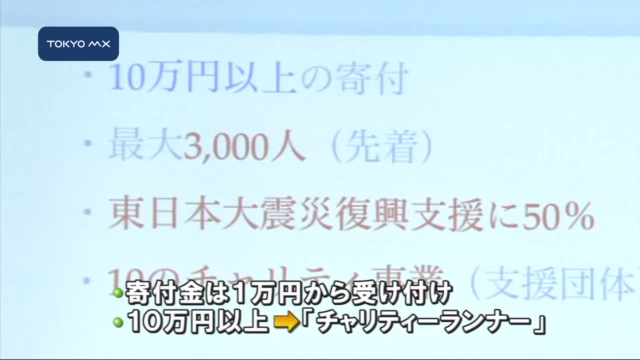 TOKYO MX
・10万円以上の寄付
・最大3,000人（先着）
・東日本大震災復興支援に50%
・10のチャリティ事業（支援団体
•寄付金は1万円から受け付け
•10万円以上➡「チャリティーランナー」